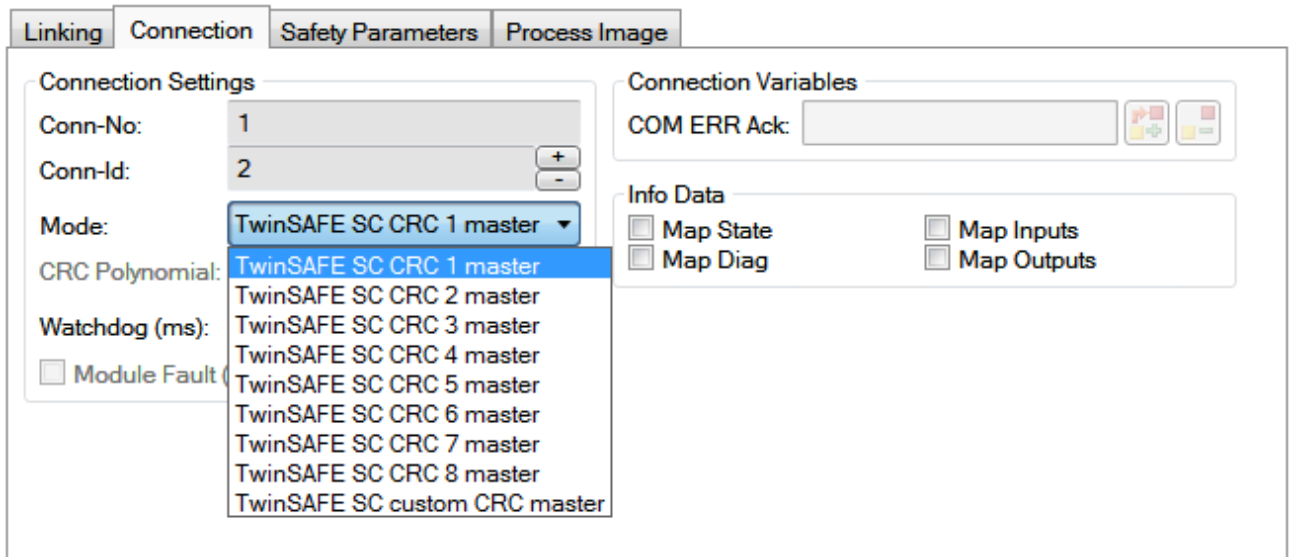 Linking Connection Safety Parameters Process Image
Connection Settings
Conn-No: 1
Conn-Id: 2
+
-
Mode: TwinSAFE SC CRC 1 master
CRC Polynomial:
Watchdog (ms):
Module Fault (
TwinSAFE SC CRC 1 master
TwinSAFE SC CRC 2 master
TwinSAFE SC CRC 3 master
TwinSAFE SC CRC 4 master
TwinSAFE SC CRC 5 master
TwinSAFE SC CRC 6 master
TwinSAFE SC CRC 7 master
TwinSAFE SC CRC 8 master
TwinSAFE SC custom CRC master
Connection Variables
COM ERR Ack:
Info Data
Map State Map Inputs
Map Diag Map Outputs